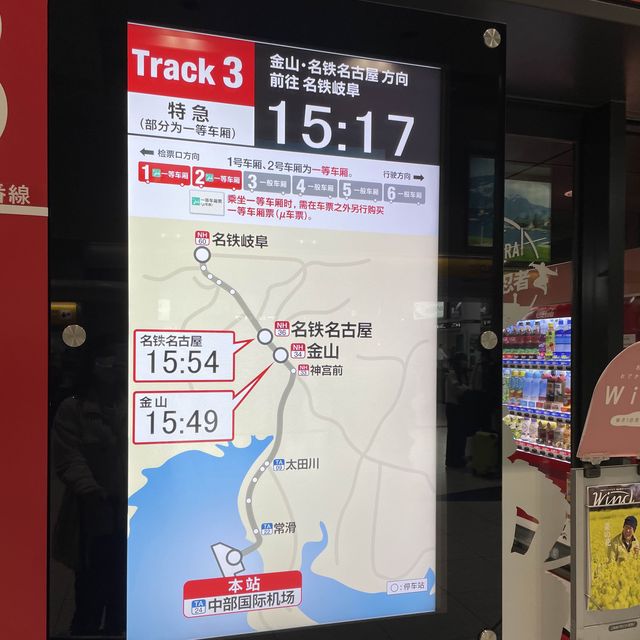 番線
Track 3
金山・名铁名古屋 方向
前往 名铁岐阜
特急
(部分为一等车厢)
15:17
检票口方向
1号车厢、2号车厢为一等车厢。
行驶方向
1 一等车厢
2 一等车厢
3 一般车厢
4 一般车厢
5 一般车厢
6 一般车厢
乘坐一等车厢时,需在车票之外另行购买
一等车厢票(μ车票)。
NH
60
名铁岐阜
NH
36
名铁名古屋
NH
34
金山
NH
33
神宫前
名铁名古屋
15:54
金山
15:49
TA
09
太田川
TA
22
常滑
本站
TA
24
中部国际机场
○:停车站
忍者
Wi
Wind